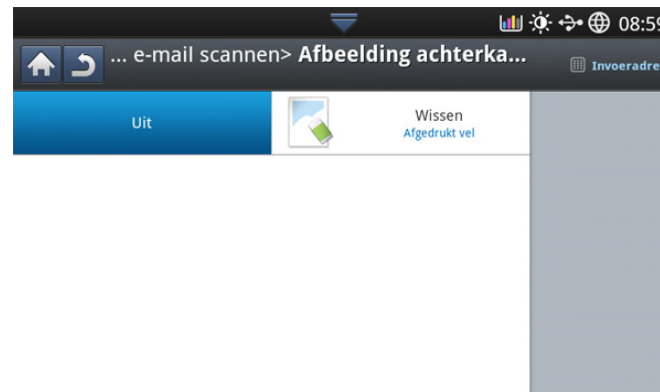 08:59
... e-mail scannen> Afbeelding achterka...
Invoeradre
Uit
Wissen
Afgedrukt vel